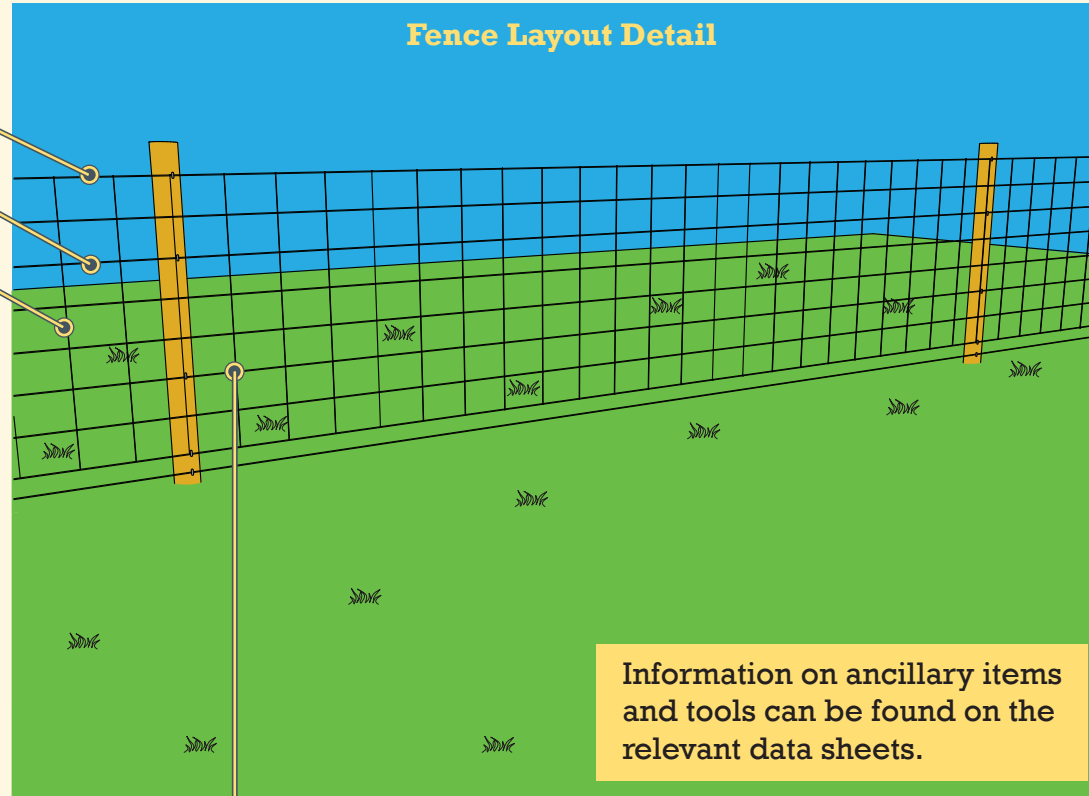 Fence Layout Detail
Information on ancillary items
and tools can be found on the
relevant data sheets.